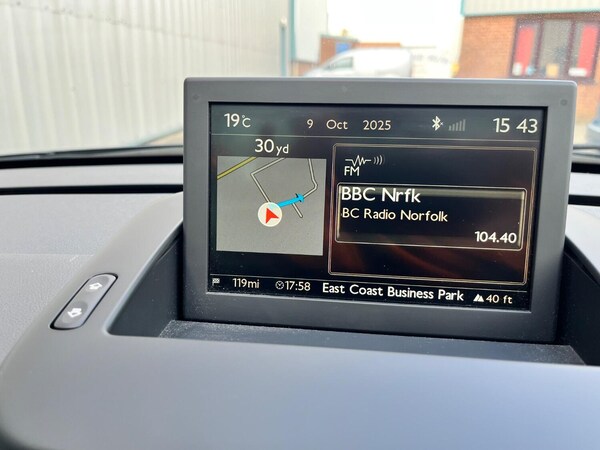 19°C 9 Oct 2025 15 43
30yd
FM
BBC Nrfk
BC Radio Norfolk
104.40
119mi 17:58 East Coast Business Park 40 ft